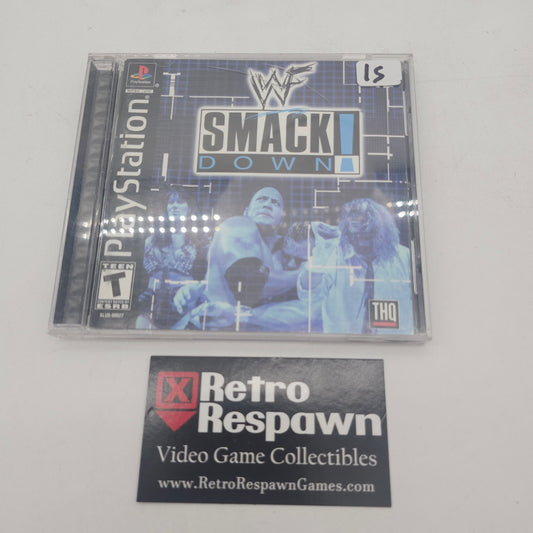 PlayStation
WF
SMACK
DOWN!
15
TEEN
T
ESRB
THQ
Retro
Respawn
Video Game Collectibles
www.RetroRespawnGames.com